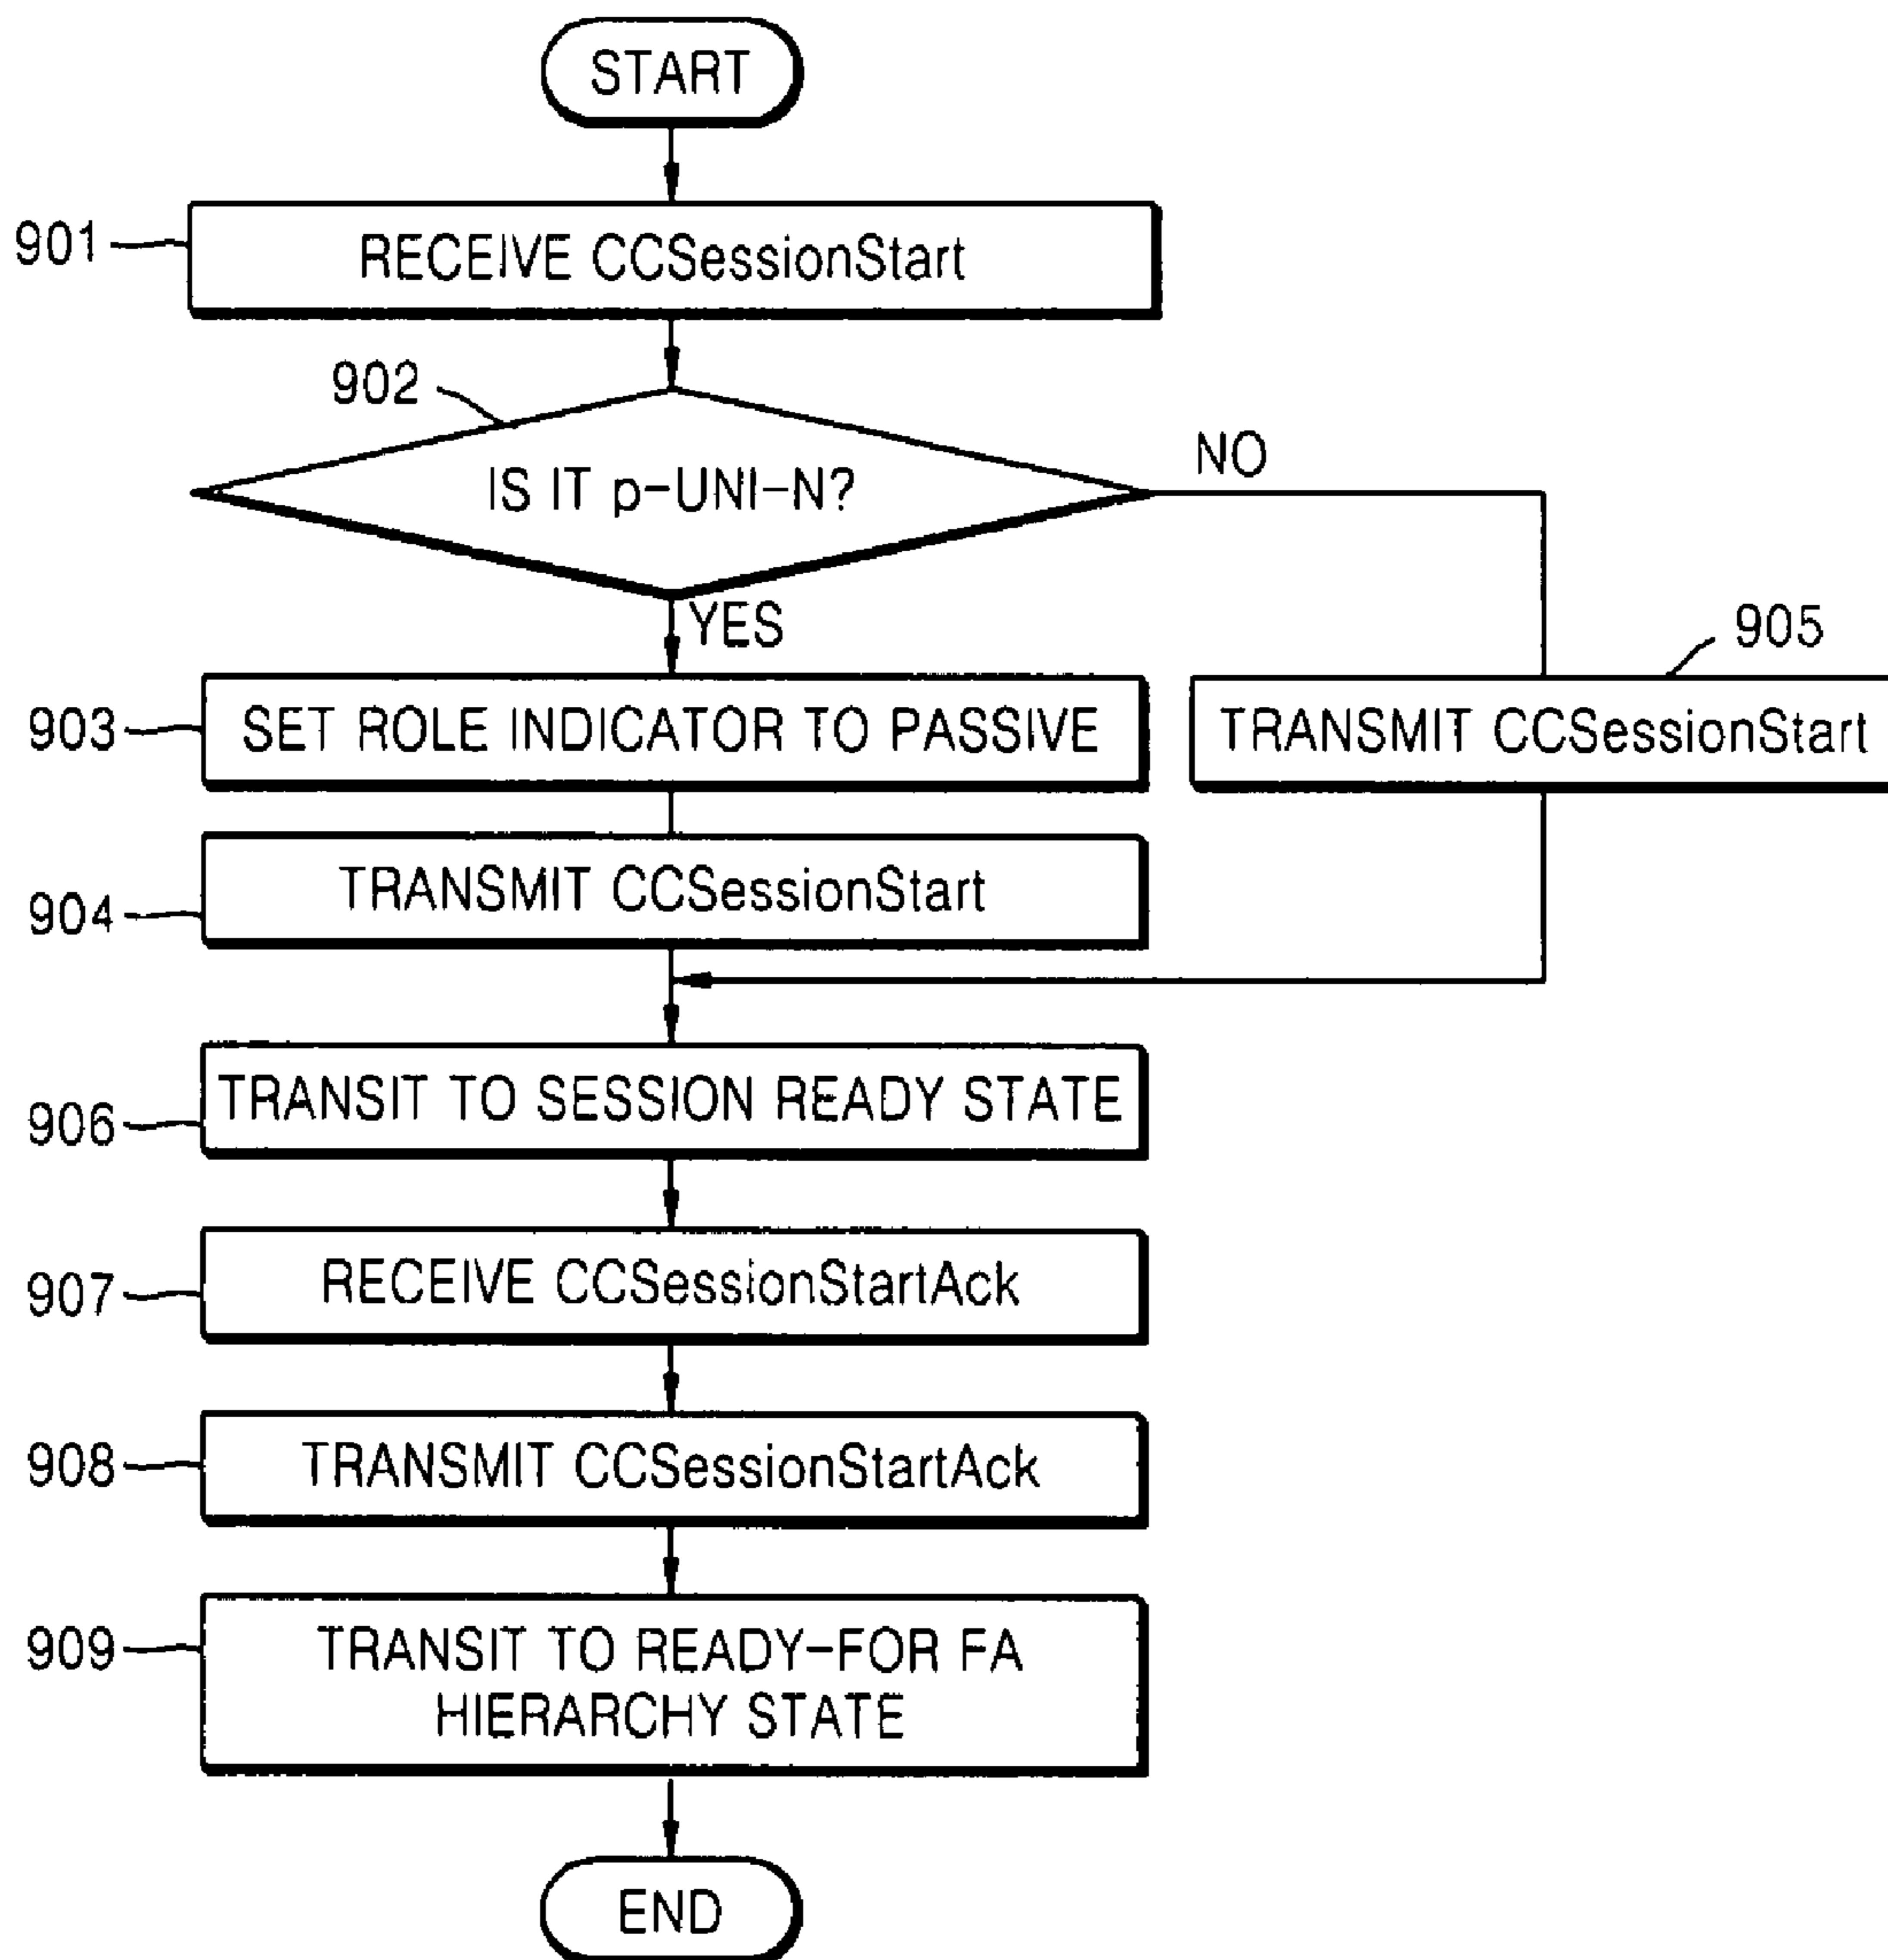 START
901
RECEIVE CCSessionStart
902
IS IT p-UNI-N?
NO
YES
905
903
SET ROLE INDICATOR TO PASSIVE
TRANSMIT CCSessionStart
904
TRANSMIT CCSessionStart
906
TRANSIT TO SESSION READY STATE
907
RECEIVE CCSessionStartAck
908
TRANSMIT CCSessionStartAck
909
TRANSIT TO READY-FOR FA
HIERARCHY STATE
END